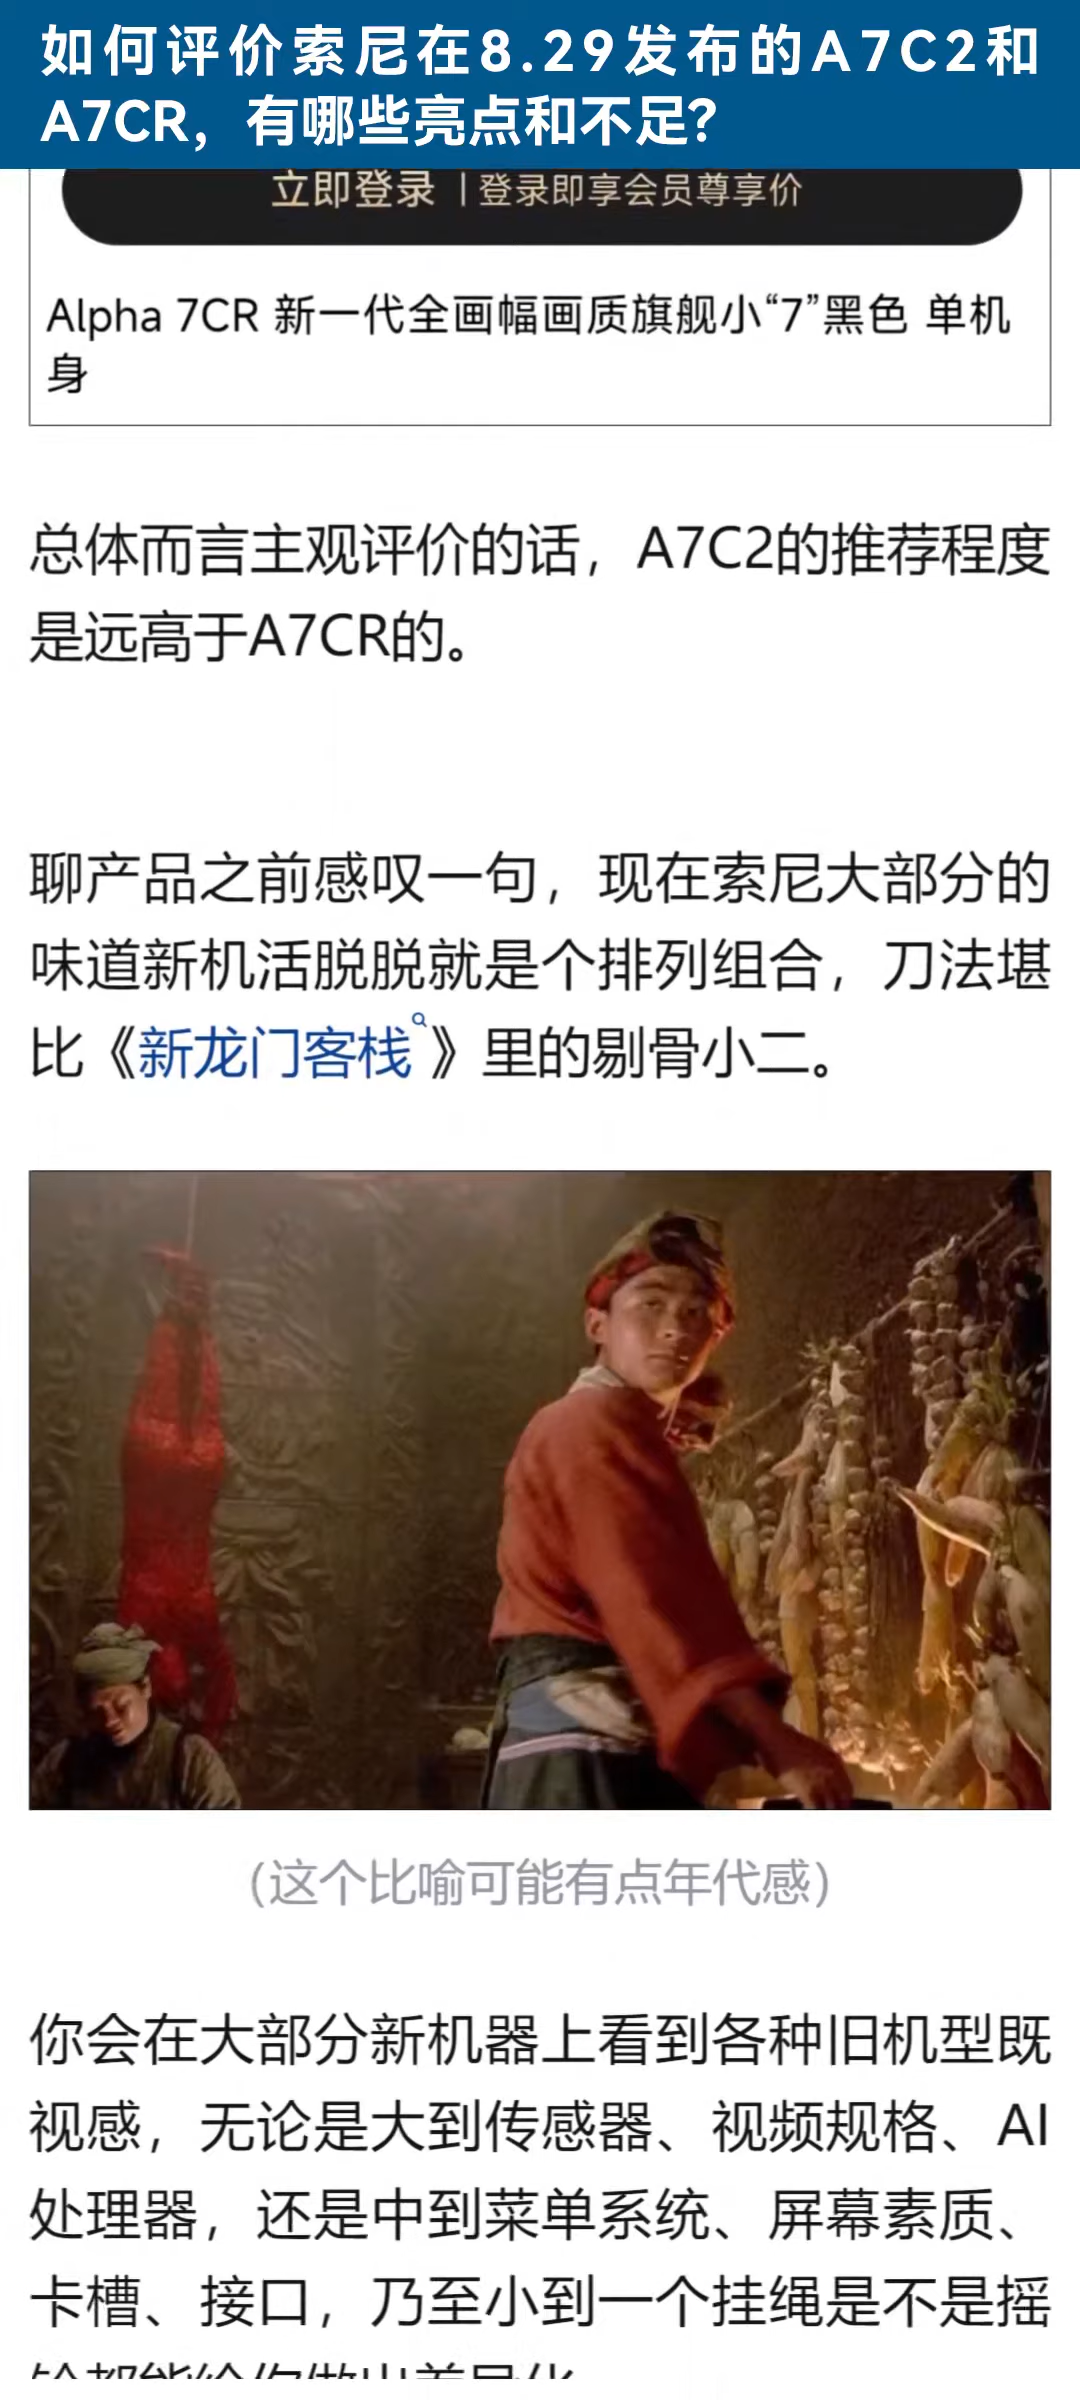 如何评价索尼在8.29发布的A7C2和
A7CR，有哪些亮点和不足？
立即登录 | 登录即享会员尊享价
Alpha 7CR 新一代全画幅画质旗舰小“7”黑色 单机
身
总体而言主观评价的话，A7C2的推荐程度
是远高于A7CR的。
聊产品之前感叹一句，现在索尼大部分的
味道新机活脱脱就是个排列组合，刀法堪
比《新龙门客栈》里的剔骨小二。
（这个比喻可能有点年代感）
你会在大部分新机器上看到各种旧机型既
视感，无论是大到传感器、视频规格、AI
处理器，还是中到菜单系统、屏幕素质、
卡槽、接口，乃至小到一个挂绳是不是摇